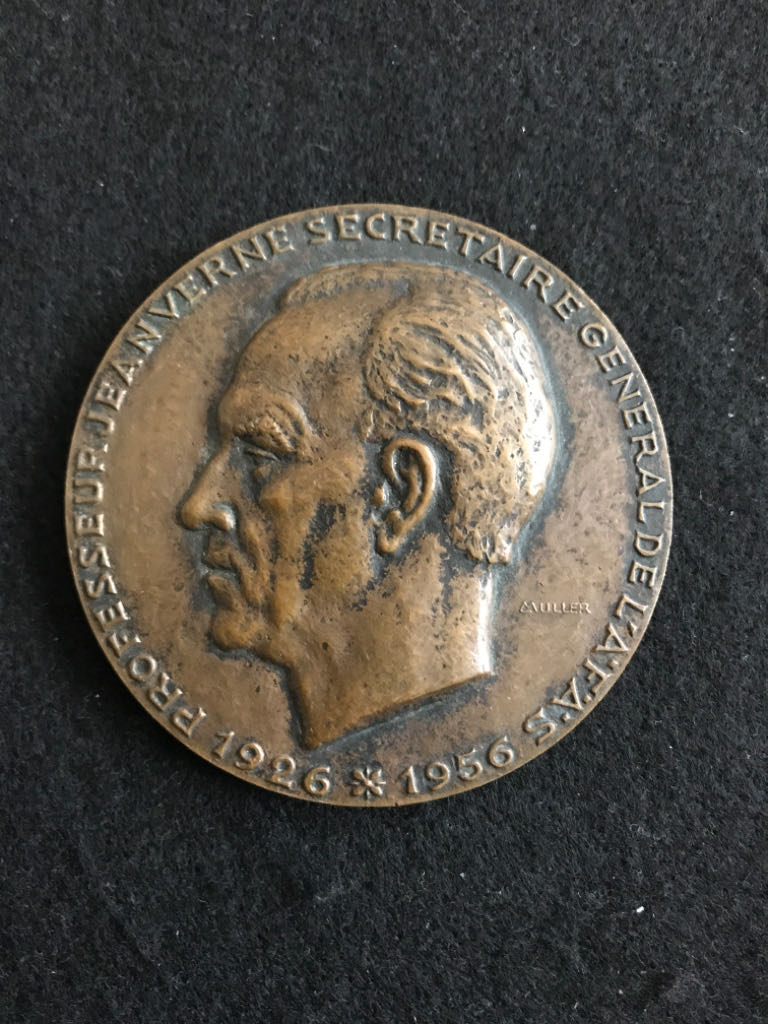 PROFESSEUR JEAN VERNE SECRETAIRE GENERAL DE L'A.F.A.S.
1926 * 1956
MULLER